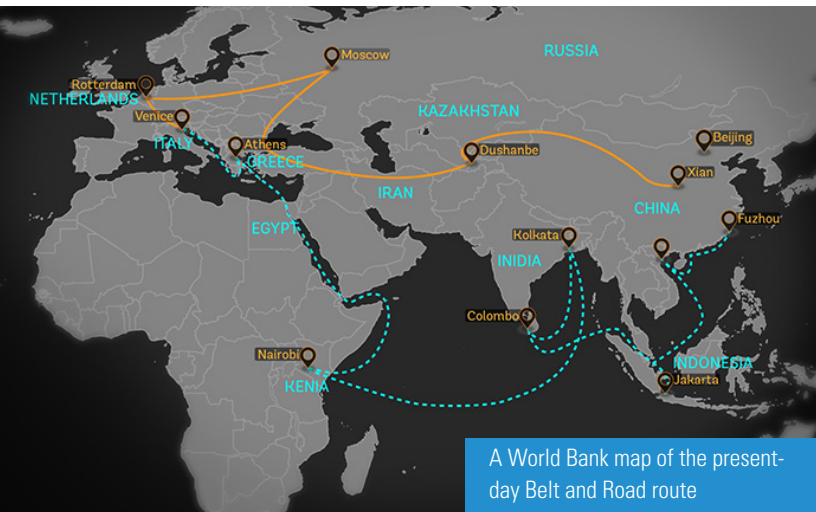 Moscow
RUSSIA
Rotterdam
NETHERLANDS
KAZAKHSTAN
Venice
ITALY
Athens
GREECE
Dushanbe
Beijing
Xian
IRAN
CHINA
EGYPT
Kolkata
Fuzhou
INIDIA
Colombo
Nairobi
KENIA
INDONESIA
Jakarta
A World Bank map of the present-
day Belt and Road route